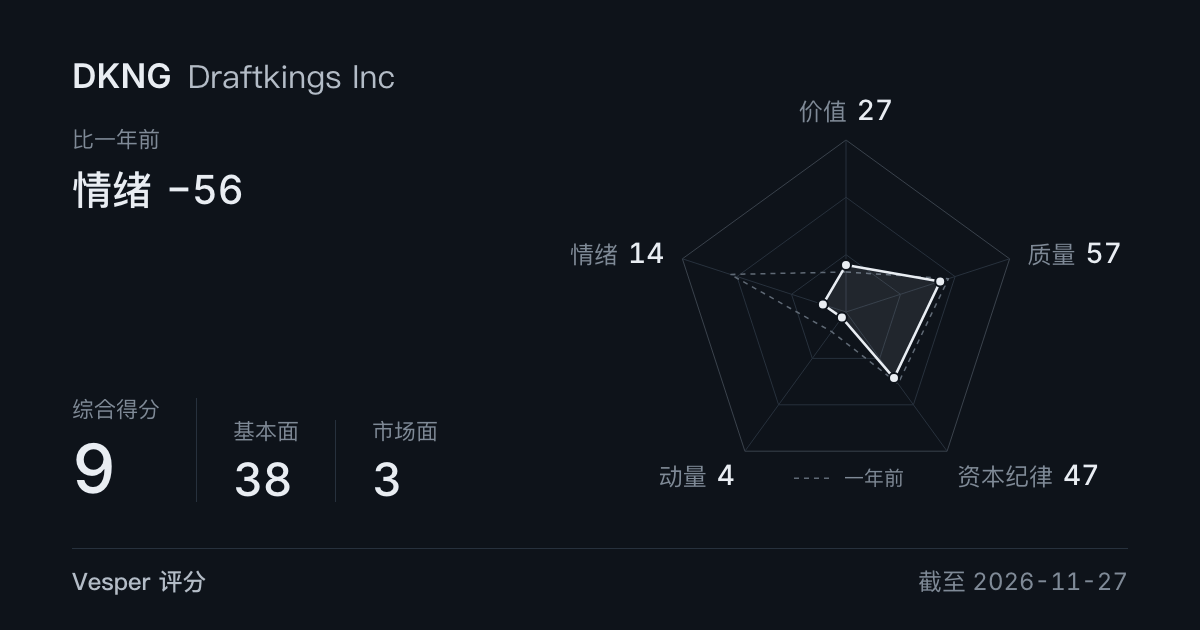 DKNG Draftkings Inc
比一年前
情绪 −56
价值 27
情绪 14
质量 57
动量 4
资本纪律 47
---- 一年前
综合得分
9
基本面
38
市场面
3
Vesper 评分
截至 2026-11-27